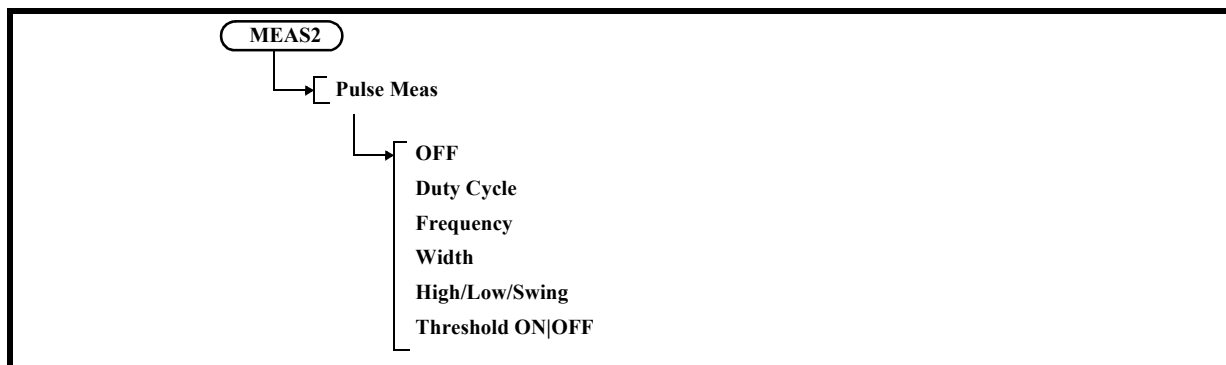 MEAS2
Pulse Meas
OFF
Duty Cycle
Frequency
Width
High/Low/Swing
Threshold ON|OFF